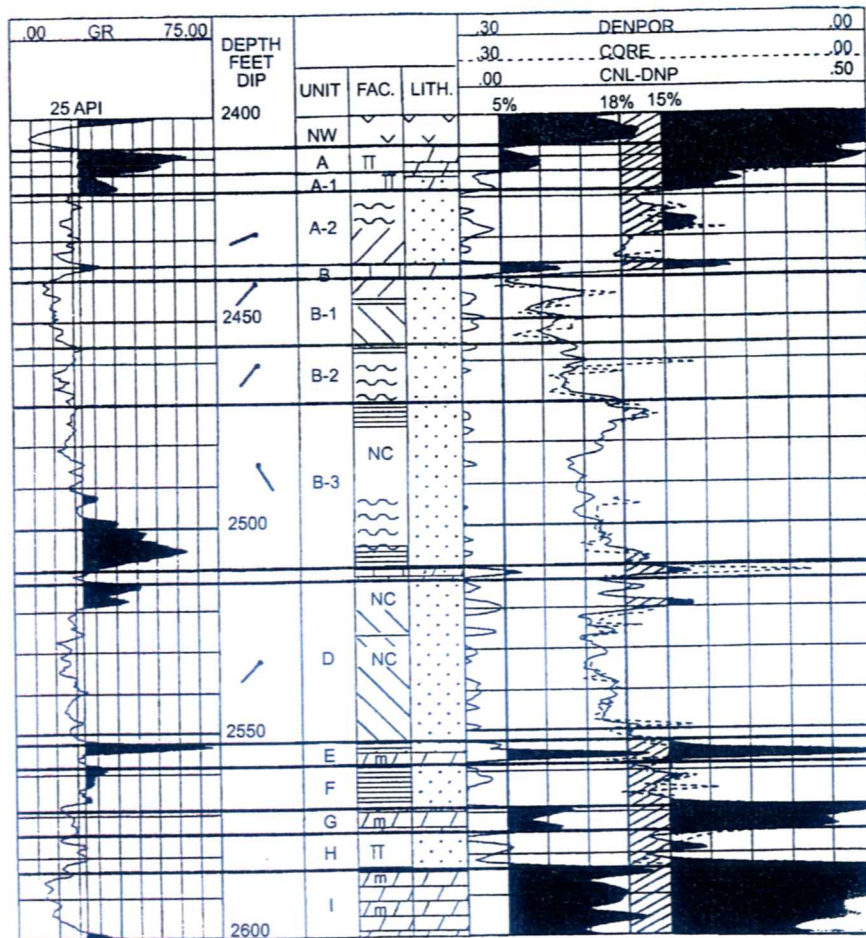 .00 GR 75.00
DEPTH
FEET
DIP
.30 DENPOR .00
.30 CORE .00
.00 CNL-DNP .50
UNIT FAC. LITH.
25 API
5% 18% 15%
2400
NW
A π
A-1 π
A-2
B
2450
B-1
B-2
NC
B-3
2500
NC
D NC
2550
E m
F
G m
H π
m
I
m
2600